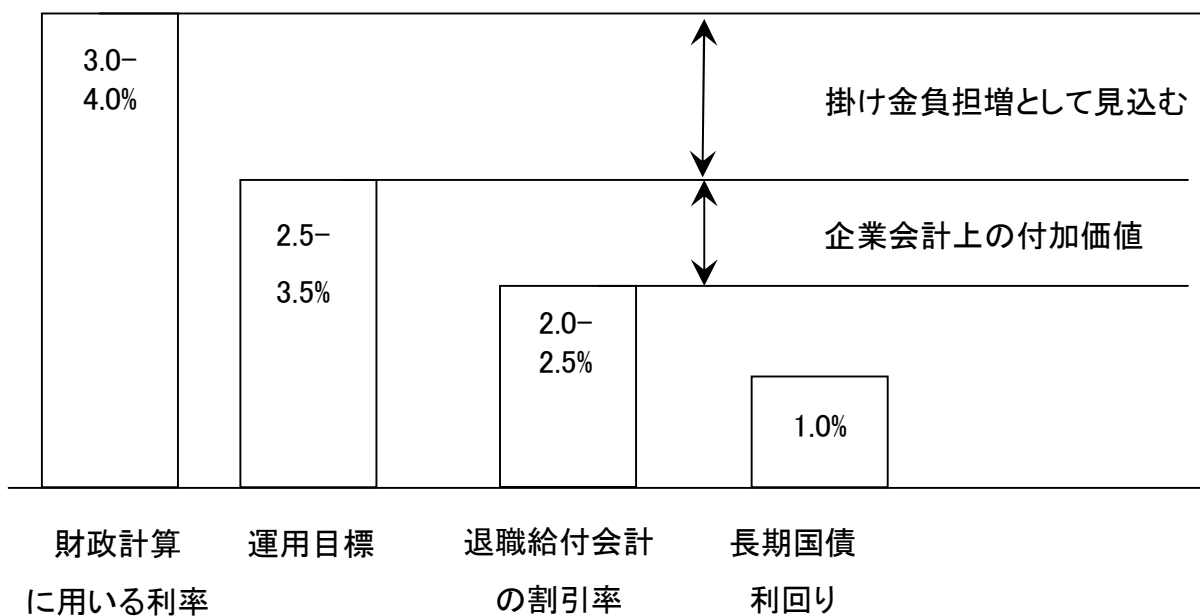 3.0-
4.0%
掛け金負担増として見込む
2.5-
3.5%
企業会計上の付加価値
2.0-
2.5%
1.0%
財政計算
に用いる利率
運用目標
退職給付会計
の割引率
長期国債
利回り